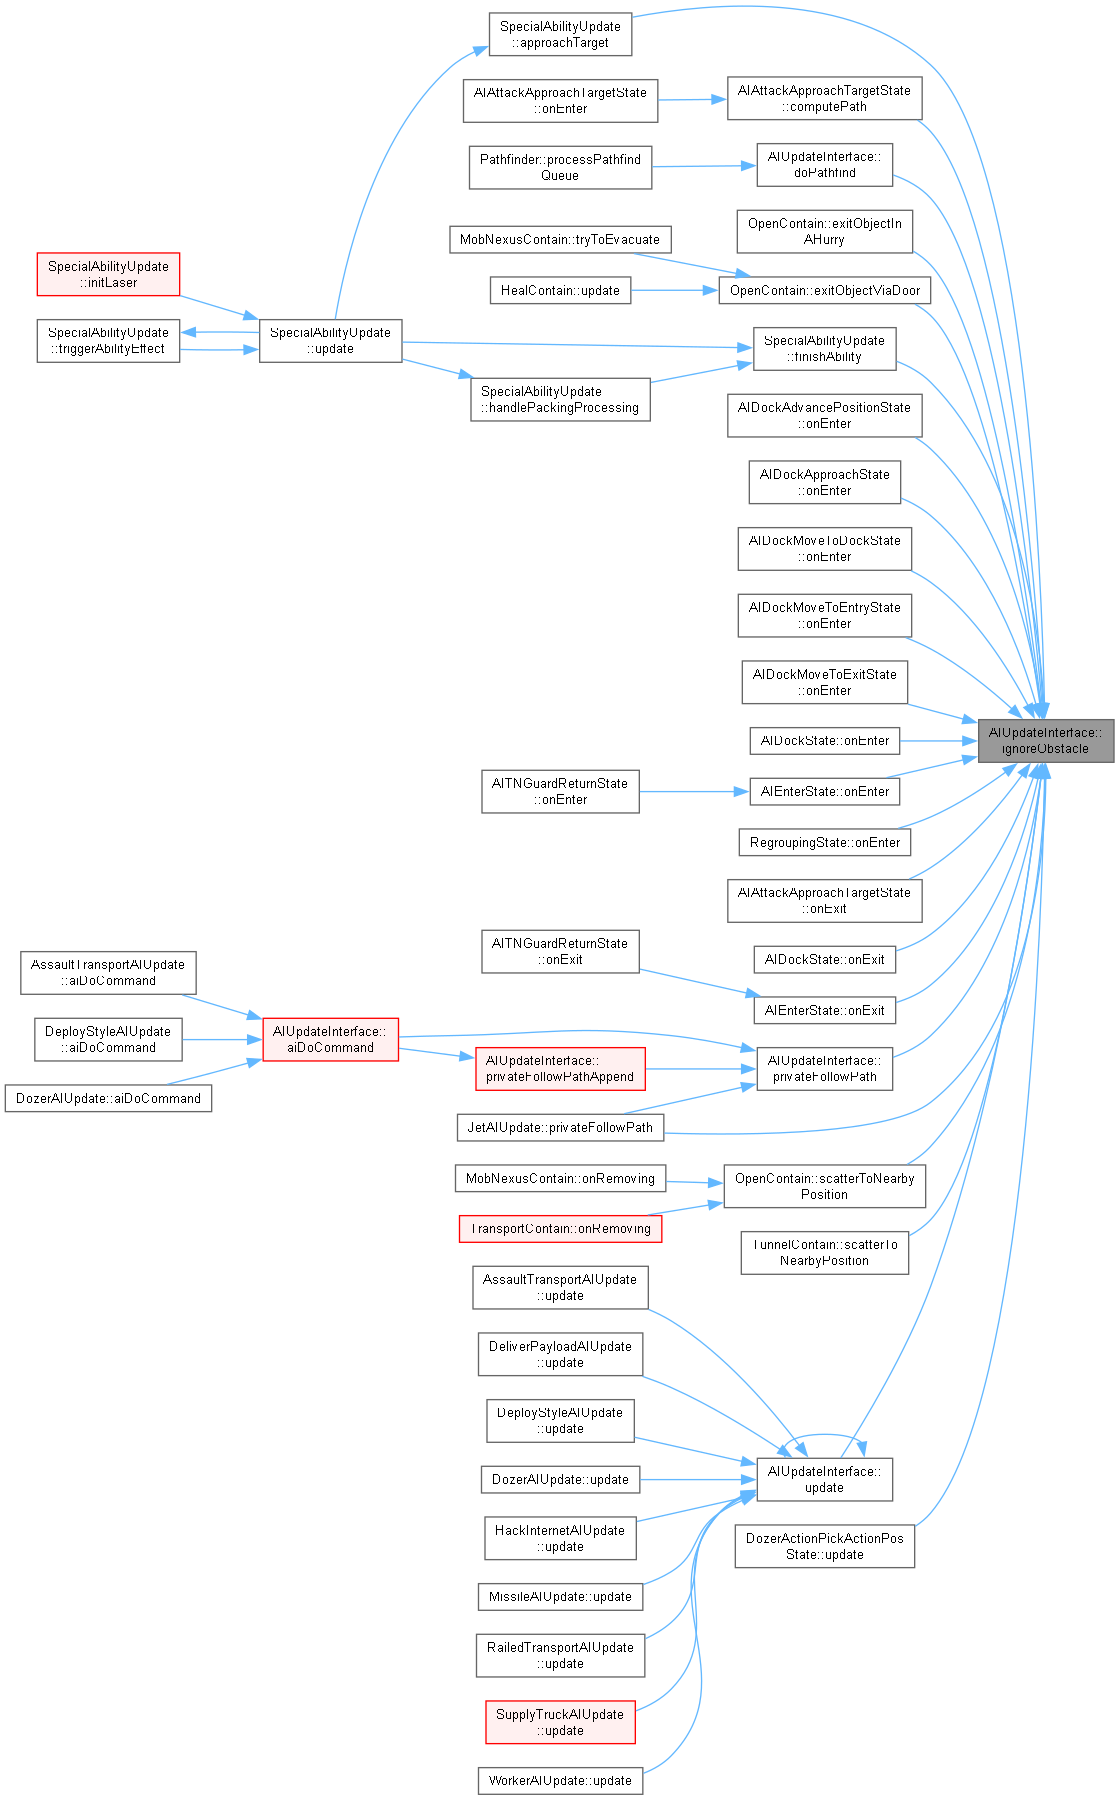 SpecialAbilityUpdate
::approachTarget
AIAttackApproachTargetState
::onEnter
AIAttackApproachTargetState
::computePath
Pathfinder::processPathfind
Queue
AIUpdateInterface::
doPathfind
OpenContain::exitObjectIn
AHurry
MobNexusContain::tryToEvacuate
HealContain::update
OpenContain::exitObjectViaDoor
SpecialAbilityUpdate
::initLaser
SpecialAbilityUpdate
::triggerAbilityEffect
SpecialAbilityUpdate
::update
SpecialAbilityUpdate
::finishAbility
SpecialAbilityUpdate
::handlePackingProcessing
AIDockAdvancePositionState
::onEnter
AIDockApproachState
::onEnter
AIDockMoveToDockState
::onEnter
AIDockMoveToEntryState
::onEnter
AIDockMoveToExitState
::onEnter
AIUpdateInterface::
ignoreObstacle
AIDockState::onEnter
AITNGuardReturnState
::onEnter
AIEnterState::onEnter
RegroupingState::onEnter
AIAttackApproachTargetState
::onExit
AITNGuardReturnState
::onExit
AIDockState::onExit
AIEnterState::onExit
AssaultTransportAIUpdate
::aiDoCommand
DeployStyleAIUpdate
::aiDoCommand
DozerAIUpdate::aiDoCommand
AIUpdateInterface::
aiDoCommand
AIUpdateInterface::
privateFollowPathAppend
AIUpdateInterface::
privateFollowPath
JetAIUpdate::privateFollowPath
MobNexusContain::onRemoving
TransportContain::onRemoving
OpenContain::scatterToNearby
Position
TunnelContain::scatterTo
NearbyPosition
AssaultTransportAIUpdate
::update
DeliverPayloadAIUpdate
::update
DeployStyleAIUpdate
::update
DozerAIUpdate::update
AIUpdateInterface::
update
HackInternetAIUpdate
::update
DozerActionPickActionPos
State::update
MissileAIUpdate::update
RailedTransportAIUpdate
::update
SupplyTruckAIUpdate
::update
WorkerAIUpdate::update